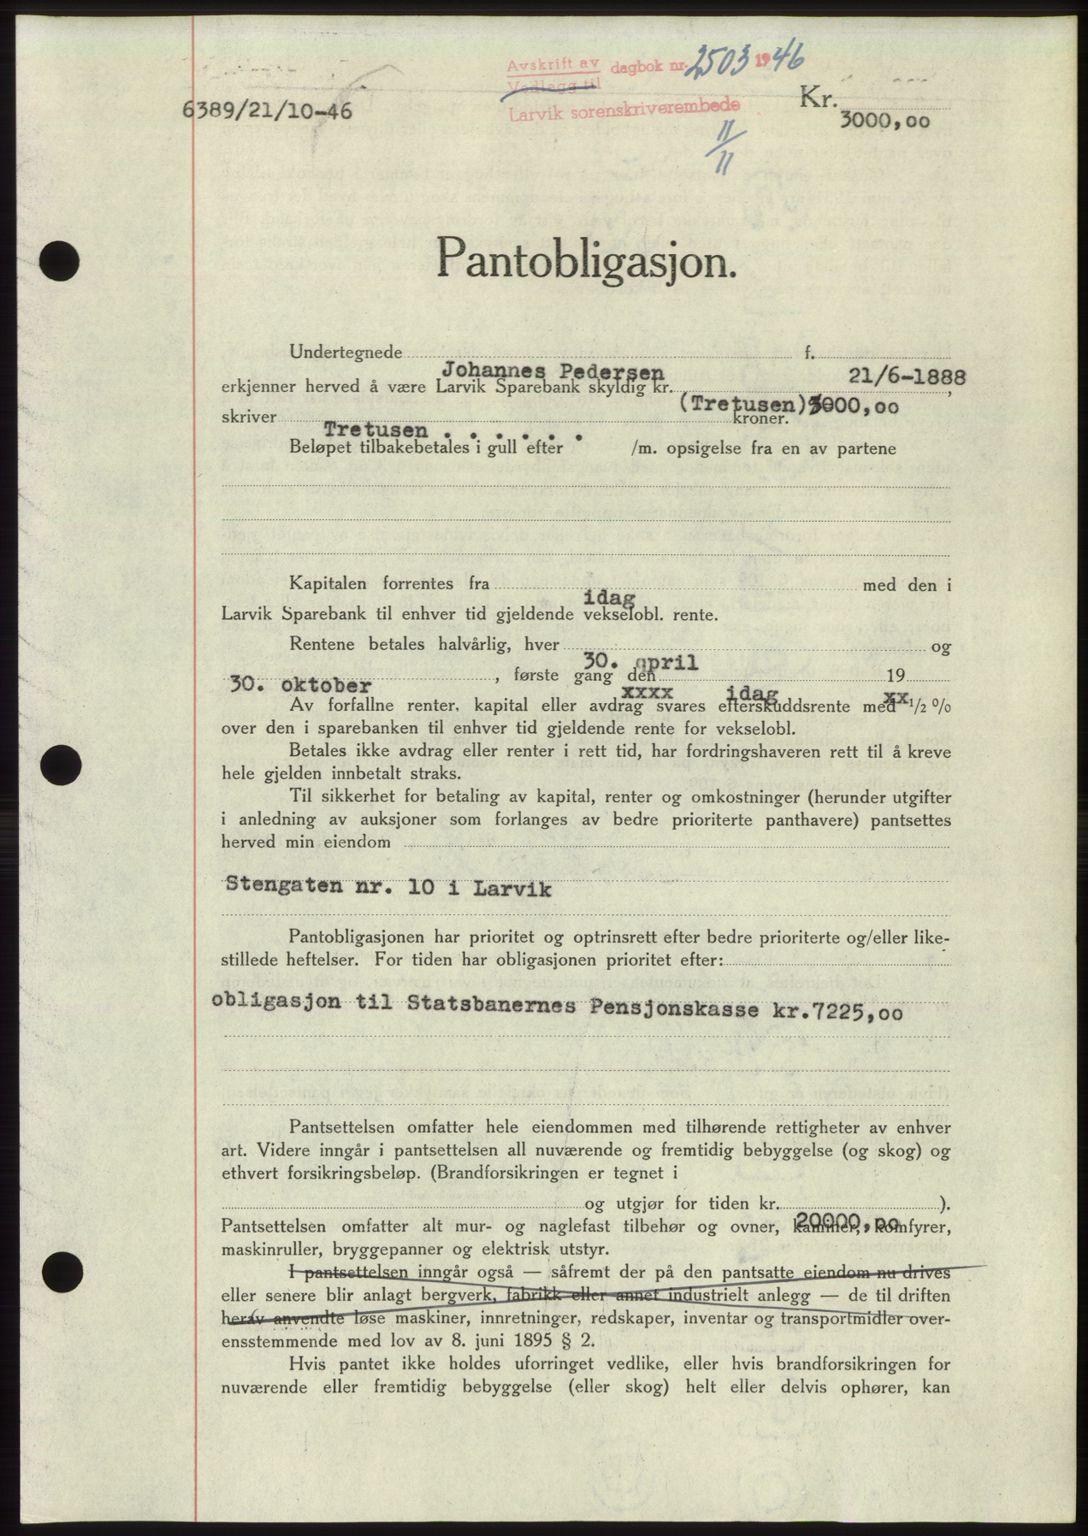 Avskrift av dagbok nr. 2503 1946
Vedlegg til
Larvik sorenskriverembede
11/11
6389/21/10-46
Kr. 3000,oo
Pantobligasjon.
Undertegnede Johannes Pedersen f. 21/6-1888
erkjenner herved å være Larvik Sparebank skyldig kr. (Tretusen) 3000,oo
skriver Tretusen . . . . . . kroner.
Beløpet tilbakebetales i gull efter /m. opsigelse fra en av partene
Kapitalen forrentes fra idag med den i
Larvik Sparebank til enhver tid gjeldende vekselobl. rente.
Rentene betales halvårlig, hver 30. april og
30. oktober, første gang den xxxx idag 19 xx
Av forfallne renter, kapital eller avdrag svares efterskuddsrente med 1/2 %
over den i sparebanken til enhver tid gjeldende rente for vekselobl.
Betales ikke avdrag eller renter i rett tid, har fordringshaveren rett til å kreve
hele gjelden innbetalt straks.
Til sikkerhet for betaling av kapital, renter og omkostninger (herunder utgifter
i anledning av auksjoner som forlanges av bedre prioriterte panthavere) pantsettes
herved min eiendom
Stengaten nr. 10 i Larvik
Pantobligasjonen har prioritet og optrinsrett efter bedre prioriterte og/eller like-
stillede heftelser. For tiden har obligasjonen prioritet efter:
obligasjon til Statsbanernes Pensjonskasse kr.7225,oo
Pantsettelsen omfatter hele eiendommen med tilhørende rettigheter av enhver
art. Videre inngår i pantsettelsen all nuværende og fremtidig bebyggelse (og skog) og
ethvert forsikringsbeløp. (Brandforsikringen er tegnet i
og utgjør for tiden kr. 20000,oo ).
Pantsettelsen omfatter alt mur- og naglefast tilbehør og ovner, kaminer, komfyrer,
maskinruller, bryggepanner og elektrisk utstyr.
I pantsettelsen inngår også — såfremt der på den pantsatte eiendom nu drives
eller senere blir anlagt bergverk, fabrikk eller annet industrielt anlegg — de til driften
herav anvendte løse maskiner, innretninger, redskaper, inventar og transportmidler over-
ensstemmende med lov av 8. juni 1895 § 2.
Hvis pantet ikke holdes uforringet vedlike, eller hvis brandforsikringen for
nuværende eller fremtidig bebyggelse (eller skog) helt eller delvis ophører, kan